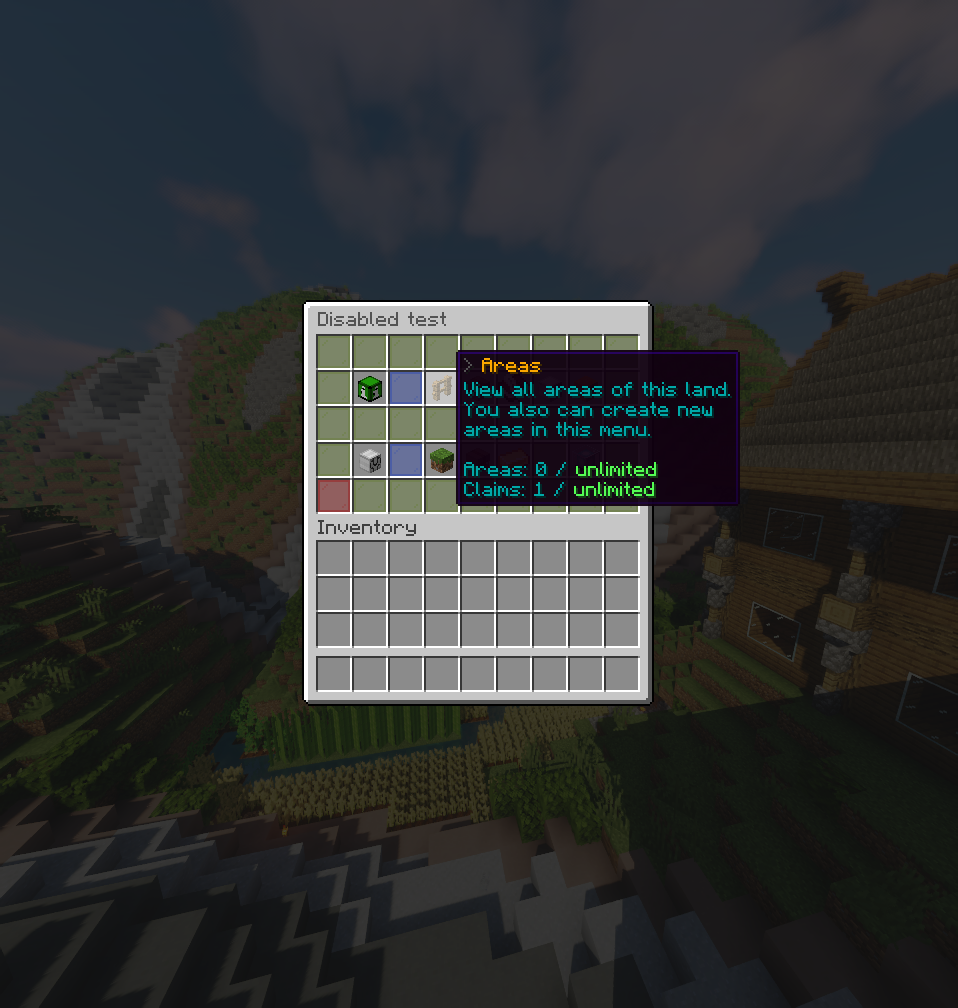 Disabled test
> Areas
View all areas of this land.
You also can create new
areas in this menu.
Areas: 0 / unlimited
Claims: 1 / unlimited
Inventory